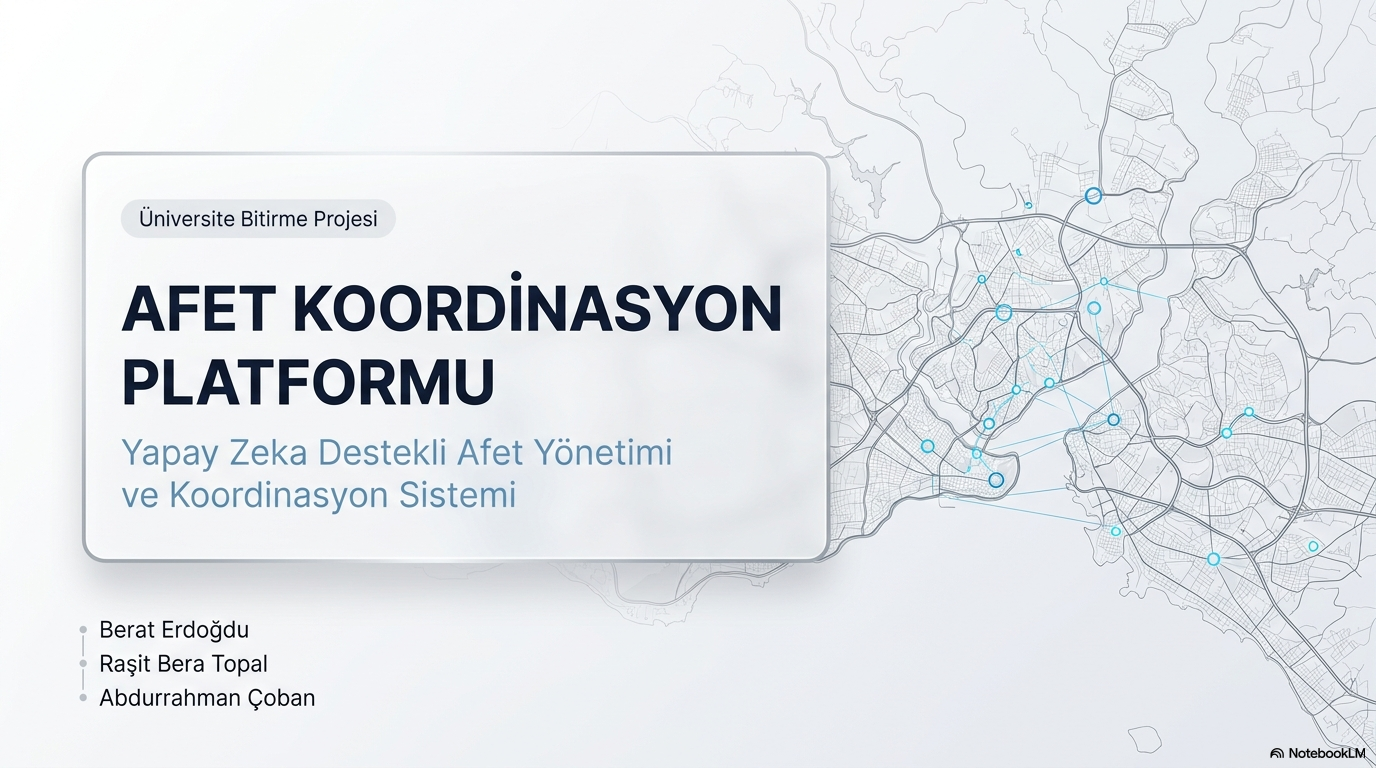 Üniversite Bitirme Projesi
AFET KOORDİNASYON
PLATFORMU
Yapay Zeka Destekli Afet Yönetimi
ve Koordinasyon Sistemi
Berat Erdoğdu
Raşit Bera Topal
Abdurrahman Çoban
NotebookLM